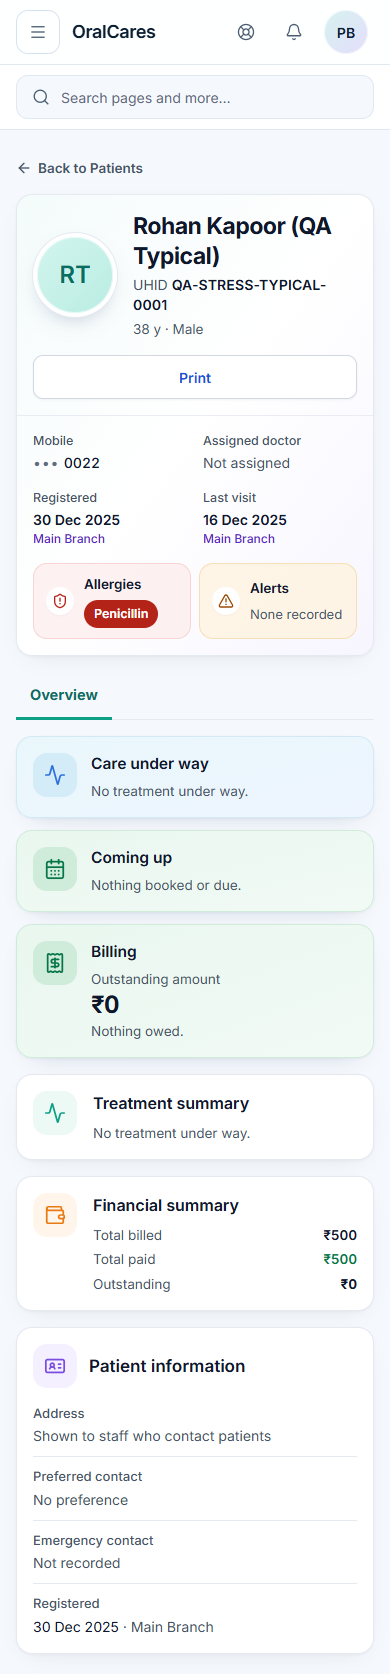 OralCares
PB
Search pages and more...
Back to Patients
RT
Rohan Kapoor (QA
Typical)
UHID QA-STRESS-TYPICAL-
0001
38 y · Male
Print
Mobile
••• 0022
Assigned doctor
Not assigned
Registered
30 Dec 2025
Main Branch
Last visit
16 Dec 2025
Main Branch
Allergies
Penicillin
Alerts
None recorded
Overview
Care under way
No treatment under way.
Coming up
Nothing booked or due.
Billing
Outstanding amount
₹0
Nothing owed.
Treatment summary
No treatment under way.
Financial summary
Total billed ₹500
Total paid ₹500
Outstanding ₹0
Patient information
Address
Shown to staff who contact patients
Preferred contact
No preference
Emergency contact
Not recorded
Registered
30 Dec 2025 · Main Branch